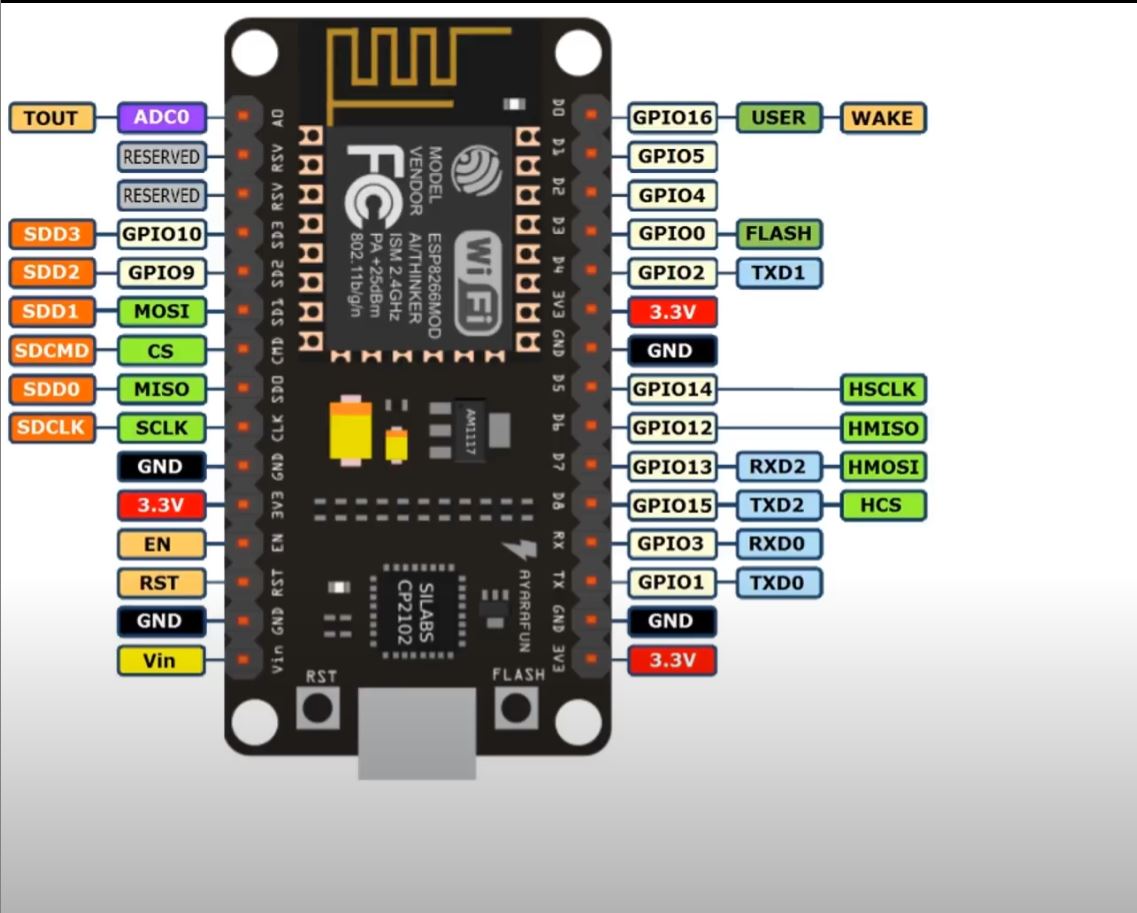 TOUT ADC0 A0 D0 GPIO16 USER WAKE
RESERVED RSV D1 GPIO5
RESERVED RSV D2 GPIO4
SDD3 GPIO10 SD3 D3 GPIO0 FLASH
SDD2 GPIO9 SD2 D4 GPIO2 TXD1
SDD1 MOSI SD1 3V3 3.3V
SDCMD CS CMD GND GND
SDD0 MISO SD0 D5 GPIO14 HSCLK
SDCLK SCLK CLK D6 GPIO12 HMISO
GND GND D7 GPIO13 RXD2 HMOSI
3.3V 3V3 D8 GPIO15 TXD2 HCS
EN EN RX GPIO3 RXD0
RST RST TX GPIO1 TXD0
GND GND GND GND
Vin Vin 3V3 3.3V
FC
MODEL ESP8266MOD
VENDOR AI/THINKER
ISM 2.4GHz
PA +25dBm
802.11b/g/n
Wi Fi
AM1117
SILABS
CP2102
AYARAFUN
RST
FLASH